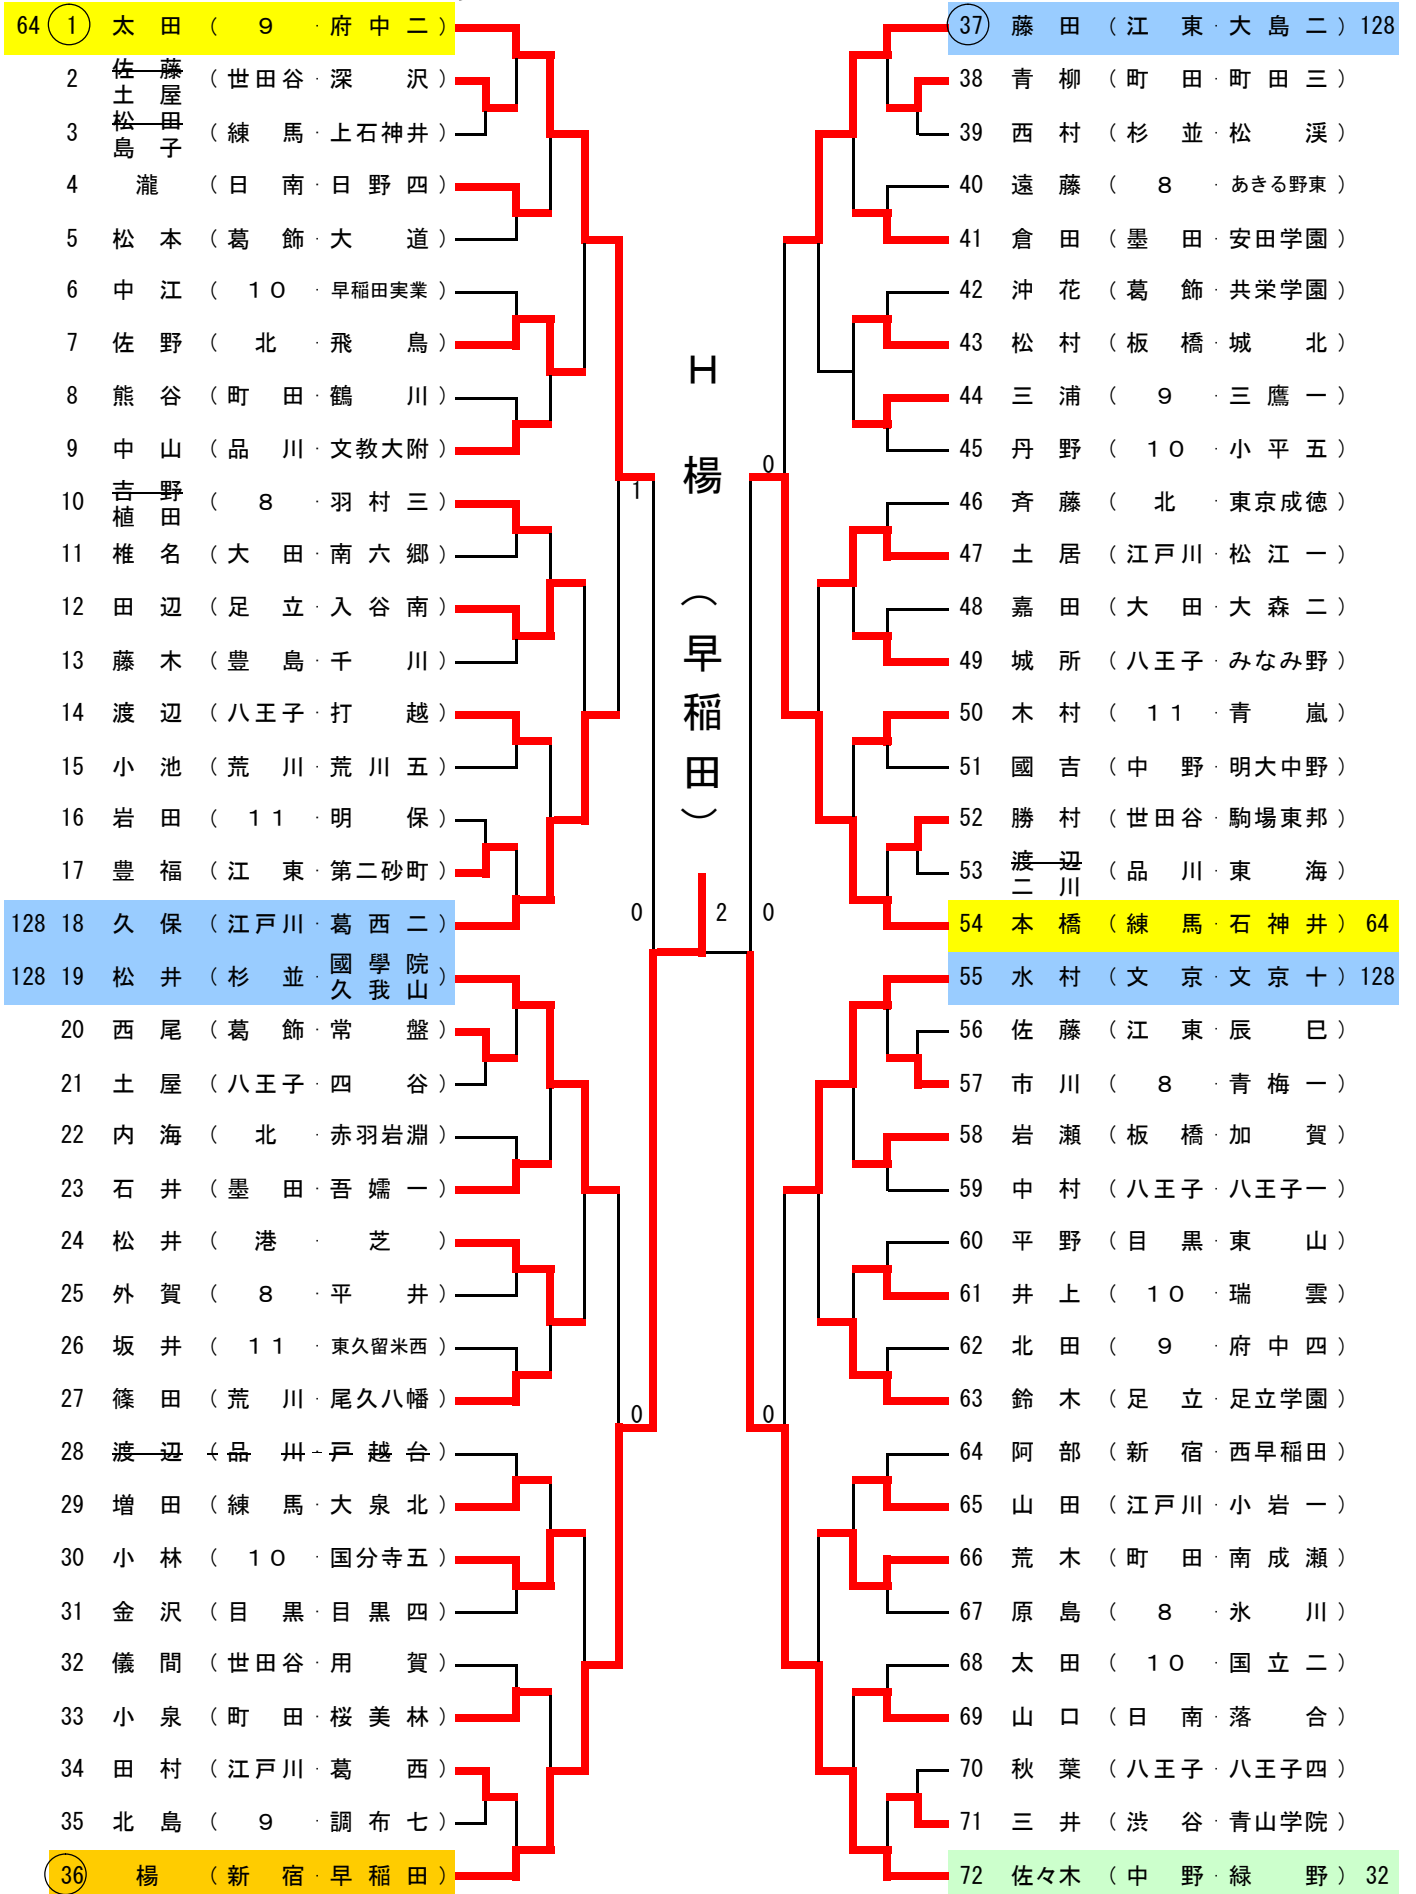 64 1 太田 ( 9 ・ 府中二 )
2 佐藤 土屋 ( 世田谷 ・ 深沢 )
3 松田 島子 ( 練馬 ・ 上石神井 )
4 瀧 ( 日南 ・ 日野四 )
5 松本 ( 葛飾 ・ 大道 )
6 中江 ( 10 ・ 早稲田実業 )
7 佐野 ( 北 ・ 飛鳥 )
8 熊谷 ( 町田 ・ 鶴川 )
9 中山 ( 品川 ・ 文教大附 )
10 吉野 植田 ( 8 ・ 羽村三 )
11 椎名 ( 大田 ・ 南六郷 )
12 田辺 ( 足立 ・ 入谷南 )
13 藤木 ( 豊島 ・ 千川 )
14 渡辺 ( 八王子 ・ 打越 )
15 小池 ( 荒川 ・ 荒川五 )
16 岩田 ( 11 ・ 明保 )
17 豊福 ( 江東 ・ 第二砂町 )
128 18 久保 ( 江戸川 ・ 葛西二 )
128 19 松井 ( 杉並 ・ 國學院久我山 )
20 西尾 ( 葛飾 ・ 常盤 )
21 土屋 ( 八王子 ・ 四谷 )
22 内海 ( 北 ・ 赤羽岩淵 )
23 石井 ( 墨田 ・ 吾嬬一 )
24 松井 ( 港 ・ 芝 )
25 外賀 ( 8 ・ 平井 )
26 坂井 ( 11 ・ 東久留米西 )
27 篠田 ( 荒川 ・ 尾久八幡 )
28 渡辺 ( 品川 ・ 戸越台 )
29 増田 ( 練馬 ・ 大泉北 )
30 小林 ( 10 ・ 国分寺五 )
31 金沢 ( 目黒 ・ 目黒四 )
32 儀間 ( 世田谷 ・ 用賀 )
33 小泉 ( 町田 ・ 桜美林 )
34 田村 ( 江戸川 ・ 葛西 )
35 北島 ( 9 ・ 調布七 )
36 楊 ( 新宿 ・ 早稲田 )
H 楊 (早稲田)
1
0
0
2
0
0
0
37 藤田 ( 江東 ・ 大島二 ) 128
38 青柳 ( 町田 ・ 町田三 )
39 西村 ( 杉並 ・ 松渓 )
40 遠藤 ( 8 ・ あきる野東 )
41 倉田 ( 墨田 ・ 安田学園 )
42 沖花 ( 葛飾 ・ 共栄学園 )
43 松村 ( 板橋 ・ 城北 )
44 三浦 ( 9 ・ 三鷹一 )
45 丹野 ( 10 ・ 小平五 )
46 斉藤 ( 北 ・ 東京成徳 )
47 土居 ( 江戸川 ・ 松江一 )
48 嘉田 ( 大田 ・ 大森二 )
49 城所 ( 八王子 ・ みなみ野 )
50 木村 ( 11 ・ 青嵐 )
51 國吉 ( 中野 ・ 明大中野 )
52 勝村 ( 世田谷 ・ 駒場東邦 )
53 渡辺 二川 ( 品川 ・ 東海 )
54 本橋 ( 練馬 ・ 石神井 ) 64
55 水村 ( 文京 ・ 文京十 ) 128
56 佐藤 ( 江東 ・ 辰巳 )
57 市川 ( 8 ・ 青梅一 )
58 岩瀬 ( 板橋 ・ 加賀 )
59 中村 ( 八王子 ・ 八王子一 )
60 平野 ( 目黒 ・ 東山 )
61 井上 ( 10 ・ 瑞雲 )
62 北田 ( 9 ・ 府中四 )
63 鈴木 ( 足立 ・ 足立学園 )
64 阿部 ( 新宿 ・ 西早稲田 )
65 山田 ( 江戸川 ・ 小岩一 )
66 荒木 ( 町田 ・ 南成瀬 )
67 原島 ( 8 ・ 氷川 )
68 太田 ( 10 ・ 国立二 )
69 山口 ( 日南 ・ 落合 )
70 秋葉 ( 八王子 ・ 八王子四 )
71 三井 ( 渋谷 ・ 青山学院 )
72 佐々木 ( 中野 ・ 緑野 ) 32